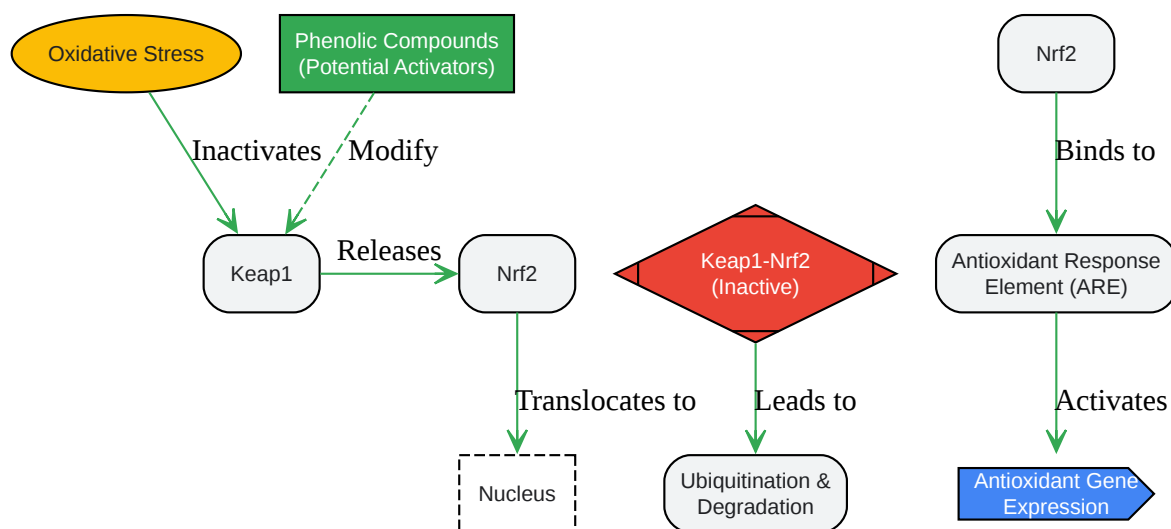 Oxidative Stress
Phenolic Compounds
(Potential Activators)
Nrf2
Inactivates
Modify
Binds to
Keap1
Releases
Nrf2
Keap1-Nrf2
(Inactive)
Antioxidant Response
Element (ARE)
Translocates to
Leads to
Activates
Nucleus
Ubiquitination &
Degradation
Antioxidant Gene
Expression